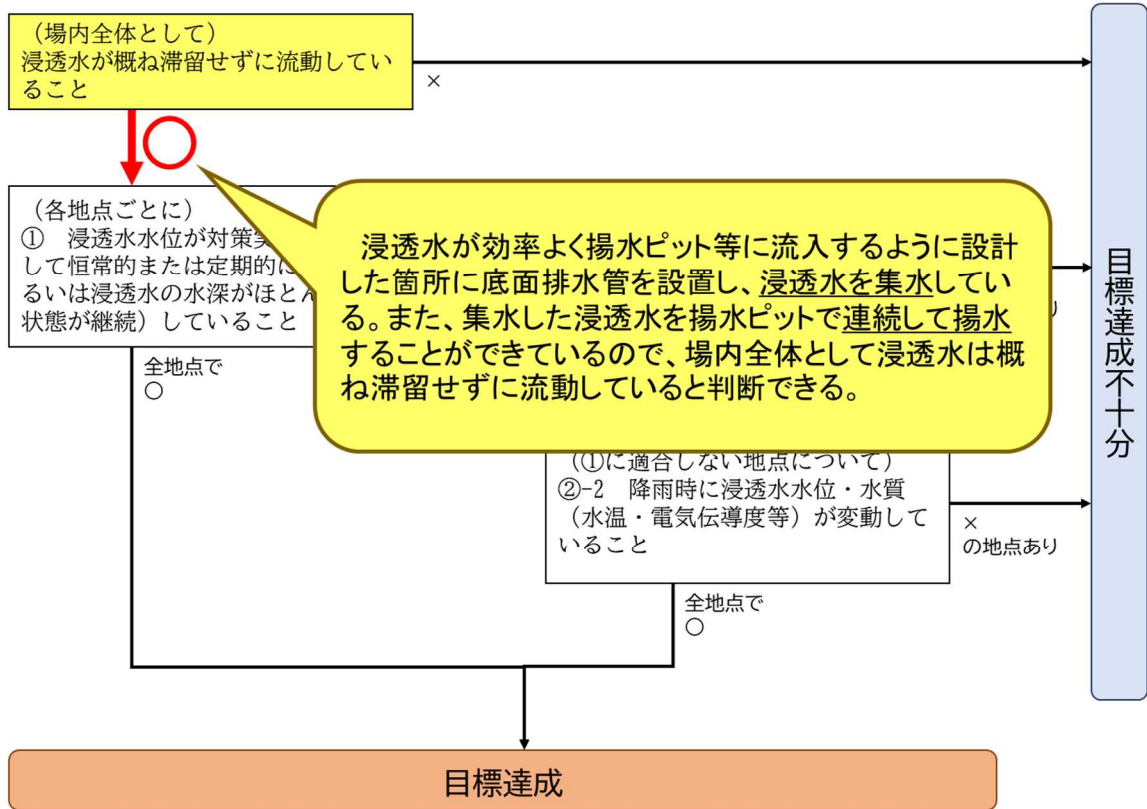 （場内全体として）
浸透水が概ね滞留せずに流動してい
ること
×
○
（各地点ごとに）
①　浸透水水位が対策実
して恒常的または定期的に
るいは浸透水の水深がほとん
状態が継続）していること
浸透水が効率よく揚水ピット等に流入するように設計
した箇所に底面排水管を設置し、浸透水を集水してい
る。また、集水した浸透水を揚水ピットで連続して揚水
することができているので、場内全体として浸透水は概
ね滞留せずに流動していると判断できる。
り
目標達成不十分
全地点で
○
（①に適合しない地点について）
②-2　降雨時に浸透水水位・水質
（水温・電気伝導度等）が変動して
いること
×
の地点あり
全地点で
○
目標達成